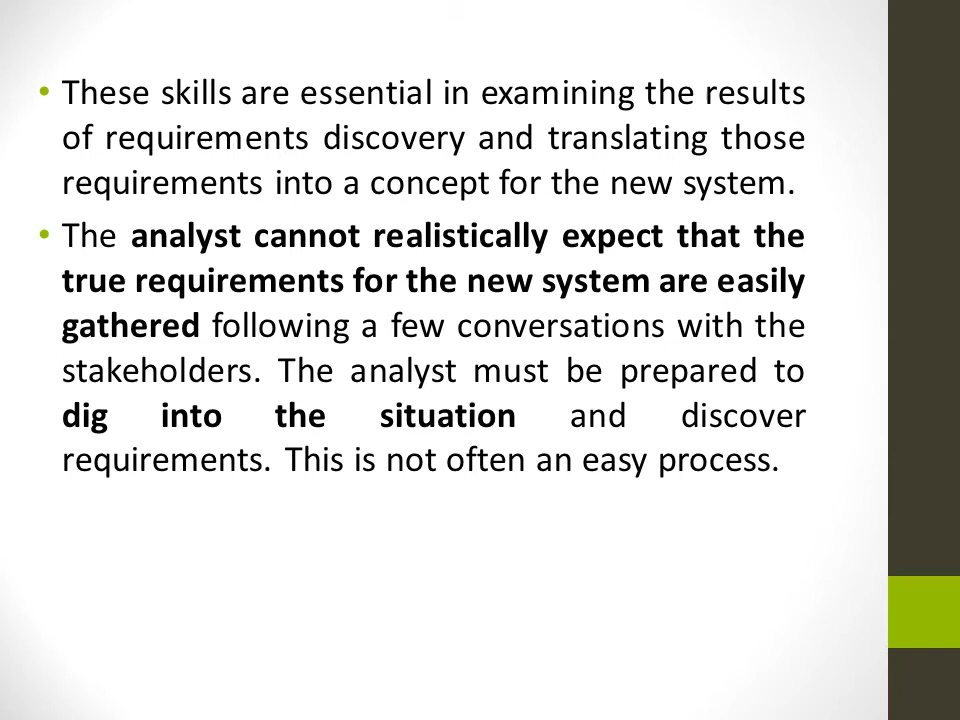 • These skills are essential in examining the results
of requirements discovery and translating those
requirements into a concept for the new system.
• The analyst cannot realistically expect that the
true requirements for the new system are easily
gathered following a few conversations with the
stakeholders. The analyst must be prepared to
dig into the situation and discover
requirements. This is not often an easy process.